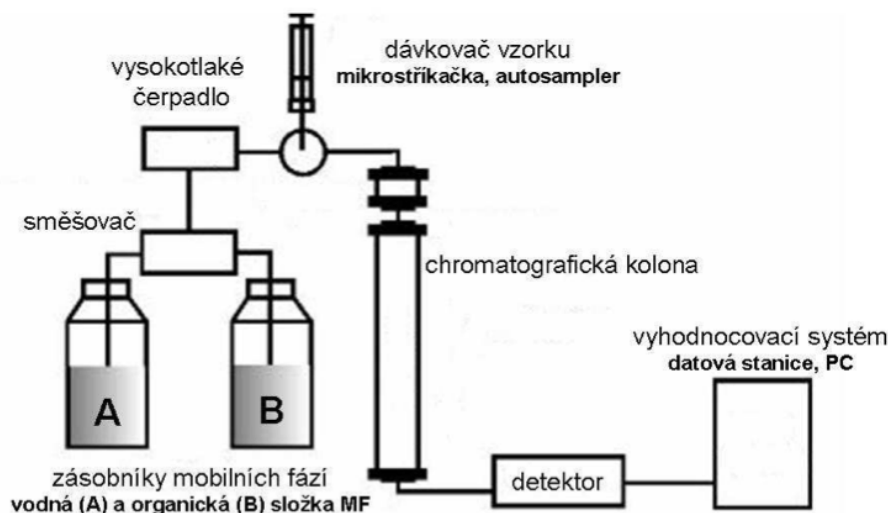 vysokotlaké
čerpadlo
dávkovač vzorku
mikrostříkačka, autosampler
směšovač
chromatografická kolona
A
B
zásobníky mobilních fází
vodná (A) a organická (B) složka MF
detektor
vyhodnocovací systém
datová stanice, PC